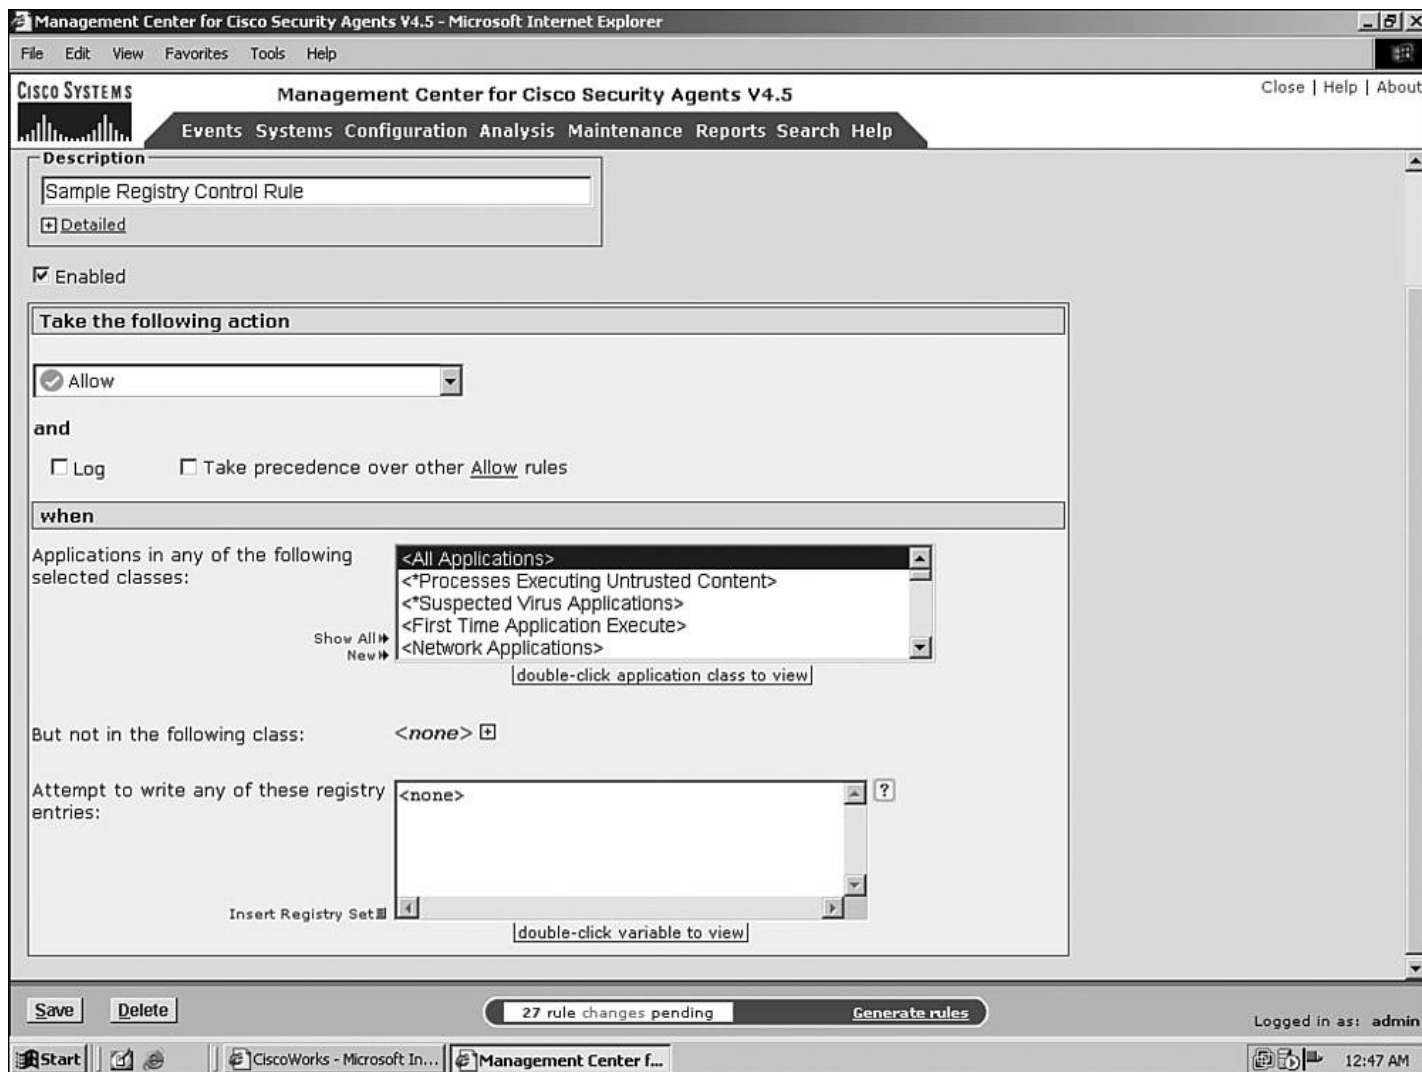 Management Center for Cisco Security Agents V4.5 - Microsoft Internet Explorer
File Edit View Favorites Tools Help
CISCO SYSTEMS
Management Center for Cisco Security Agents V4.5
Close | Help | About
Events Systems Configuration Analysis Maintenance Reports Search Help
Description
Sample Registry Control Rule
Detailed
Enabled
Take the following action
Allow
and
Log Take precedence over other Allow rules
when
Applications in any of the following
selected classes:
<All Applications>
<*Processes Executing Untrusted Content>
<*Suspected Virus Applications>
<First Time Application Execute>
<Network Applications>
Show All
New
double-click application class to view
But not in the following class: <none>
Attempt to write any of these registry
entries:
<none>
?
Insert Registry Set
double-click variable to view
Save Delete
27 rule changes pending Generate rules
Logged in as: admin
Start CiscoWorks - Microsoft In... Management Center f... 12:47 AM